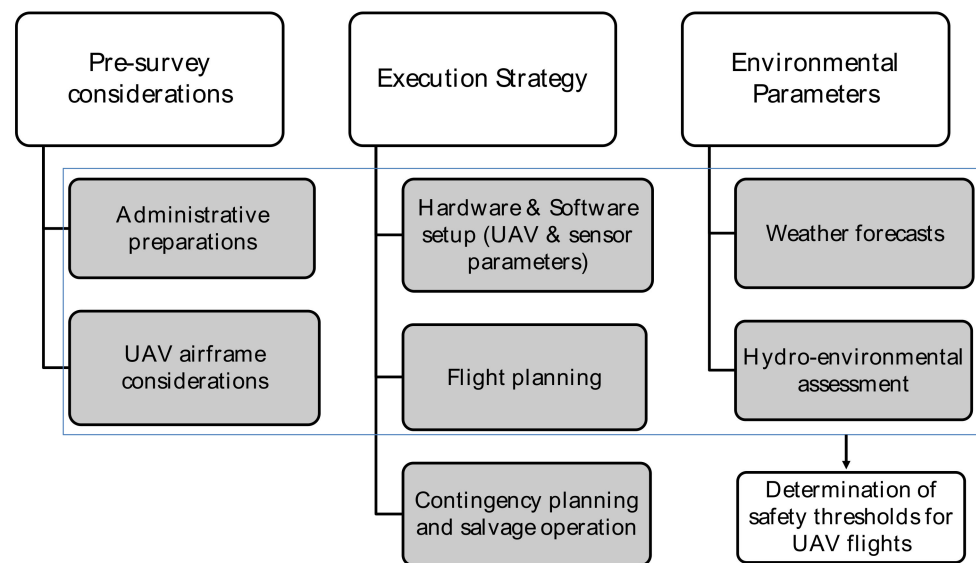 Pre-survey
considerations
Execution Strategy
Environmental
Parameters
Administrative
preparations
Hardware & Software
setup (UAV & sensor
parameters)
Weather forecasts
UAV airframe
considerations
Flight planning
Hydro-environmental
assessment
Contingency planning
and salvage operation
Determination of
safety thresholds for
UAV flights